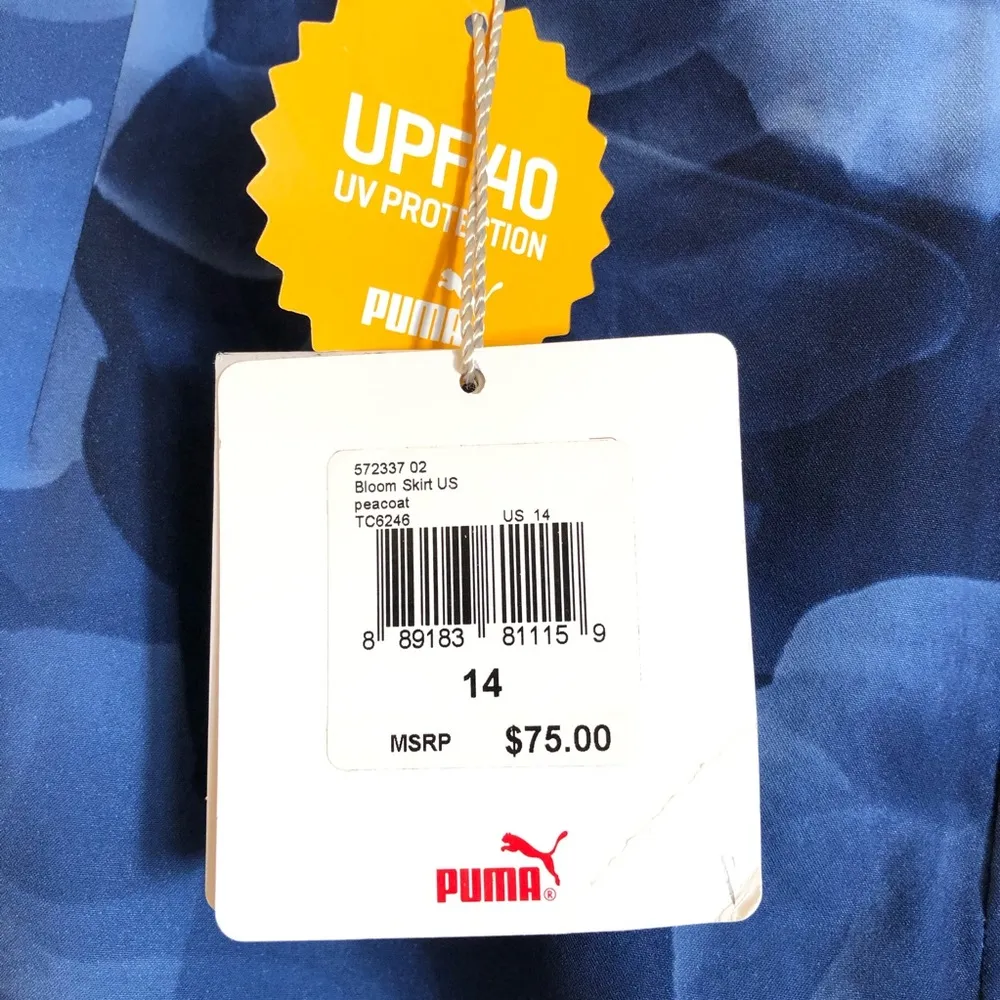 UPF 40
UV PROTECTION
PUMA
572337 02
Bloom Skirt US
peacoat
TC6246 US 14
8 89183 81115 9
14
MSRP $75.00
PUMA®